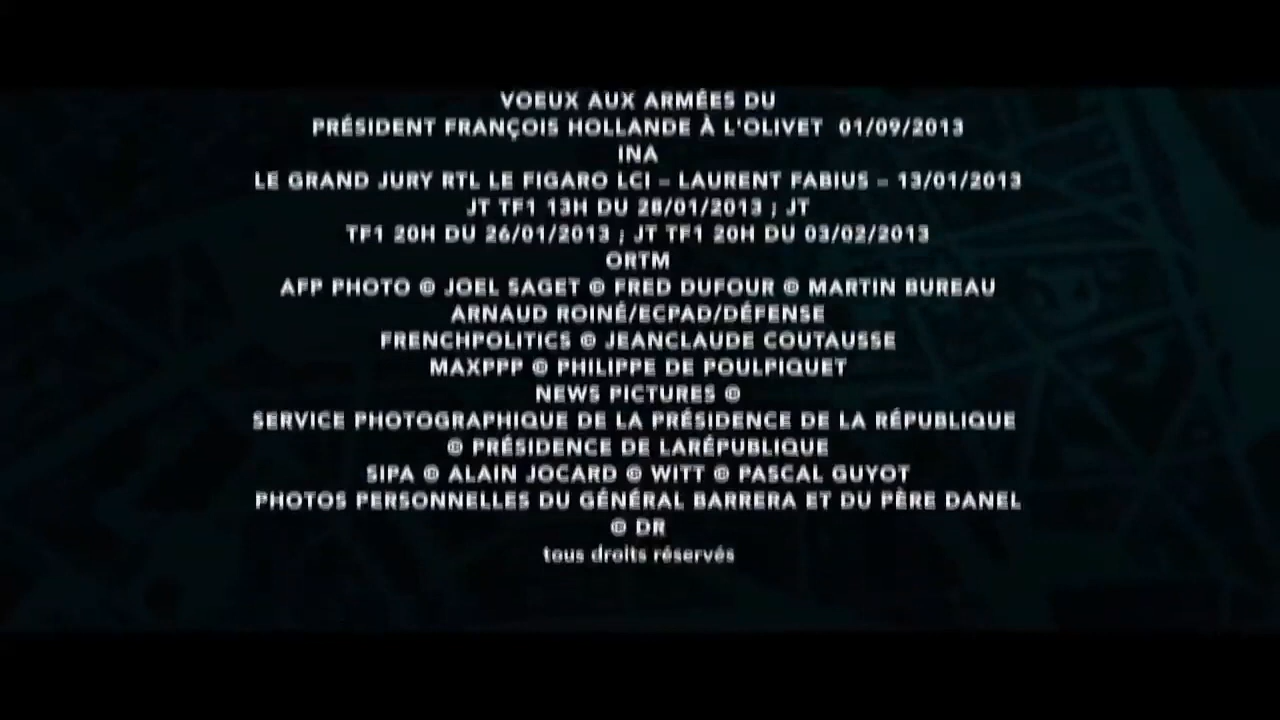 VOEUX AUX ARMÉES DU
PRÉSIDENT FRANÇOIS HOLLANDE À L'OLIVET 01/09/2013
INA
LE GRAND JURY RTL LE FIGARO LCI – LAURENT FABIUS – 13/01/2013
JT TF1 13H DU 28/01/2013 ; JT
TF1 20H DU 26/01/2013 ; JT TF1 20H DU 03/02/2013
ORTM
AFP PHOTO © JOEL SAGET © FRED DUFOUR © MARTIN BUREAU
ARNAUD ROINÉ/ECPAD/DÉFENSE
FRENCHPOLITICS © JEANCLAUDE COUTAUSSE
MAXPPP © PHILIPPE DE POULPIQUET
NEWS PICTURES ©
SERVICE PHOTOGRAPHIQUE DE LA PRÉSIDENCE DE LA RÉPUBLIQUE
© PRÉSIDENCE DE LARÉPUBLIQUE
SIPA © ALAIN JOCARD © WITT © PASCAL GUYOT
PHOTOS PERSONNELLES DU GÉNÉRAL BARRERA ET DU PÈRE DANEL
© DR
tous droits réservés